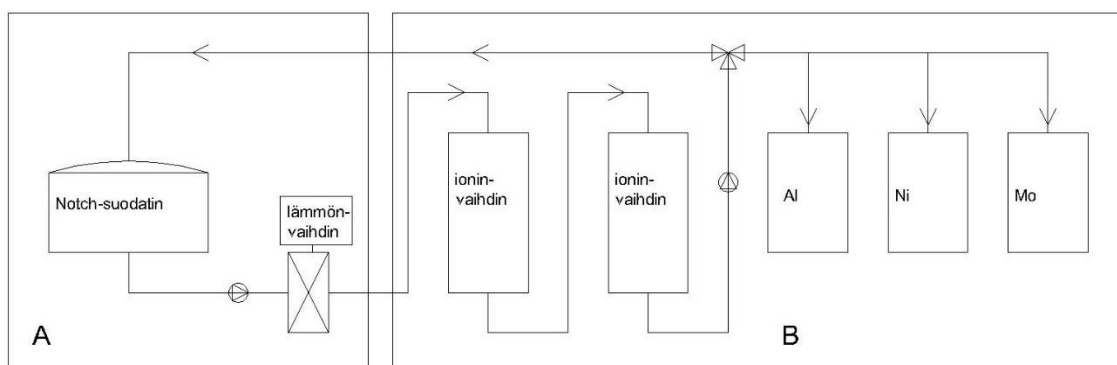 Notch-suodatin
lämmön-
vaihdin
ionin-
vaihdin
ionin-
vaihdin
Al
Ni
Mo
A
B